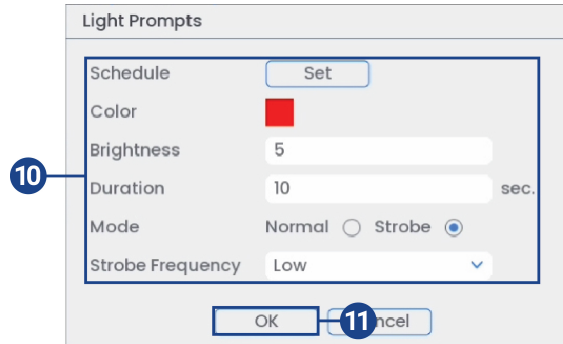 Light Prompts
Schedule Set
Color
Brightness 5
Duration 10 sec.
Mode Normal Strobe
Strobe Frequency Low
10
OK 11 ncel